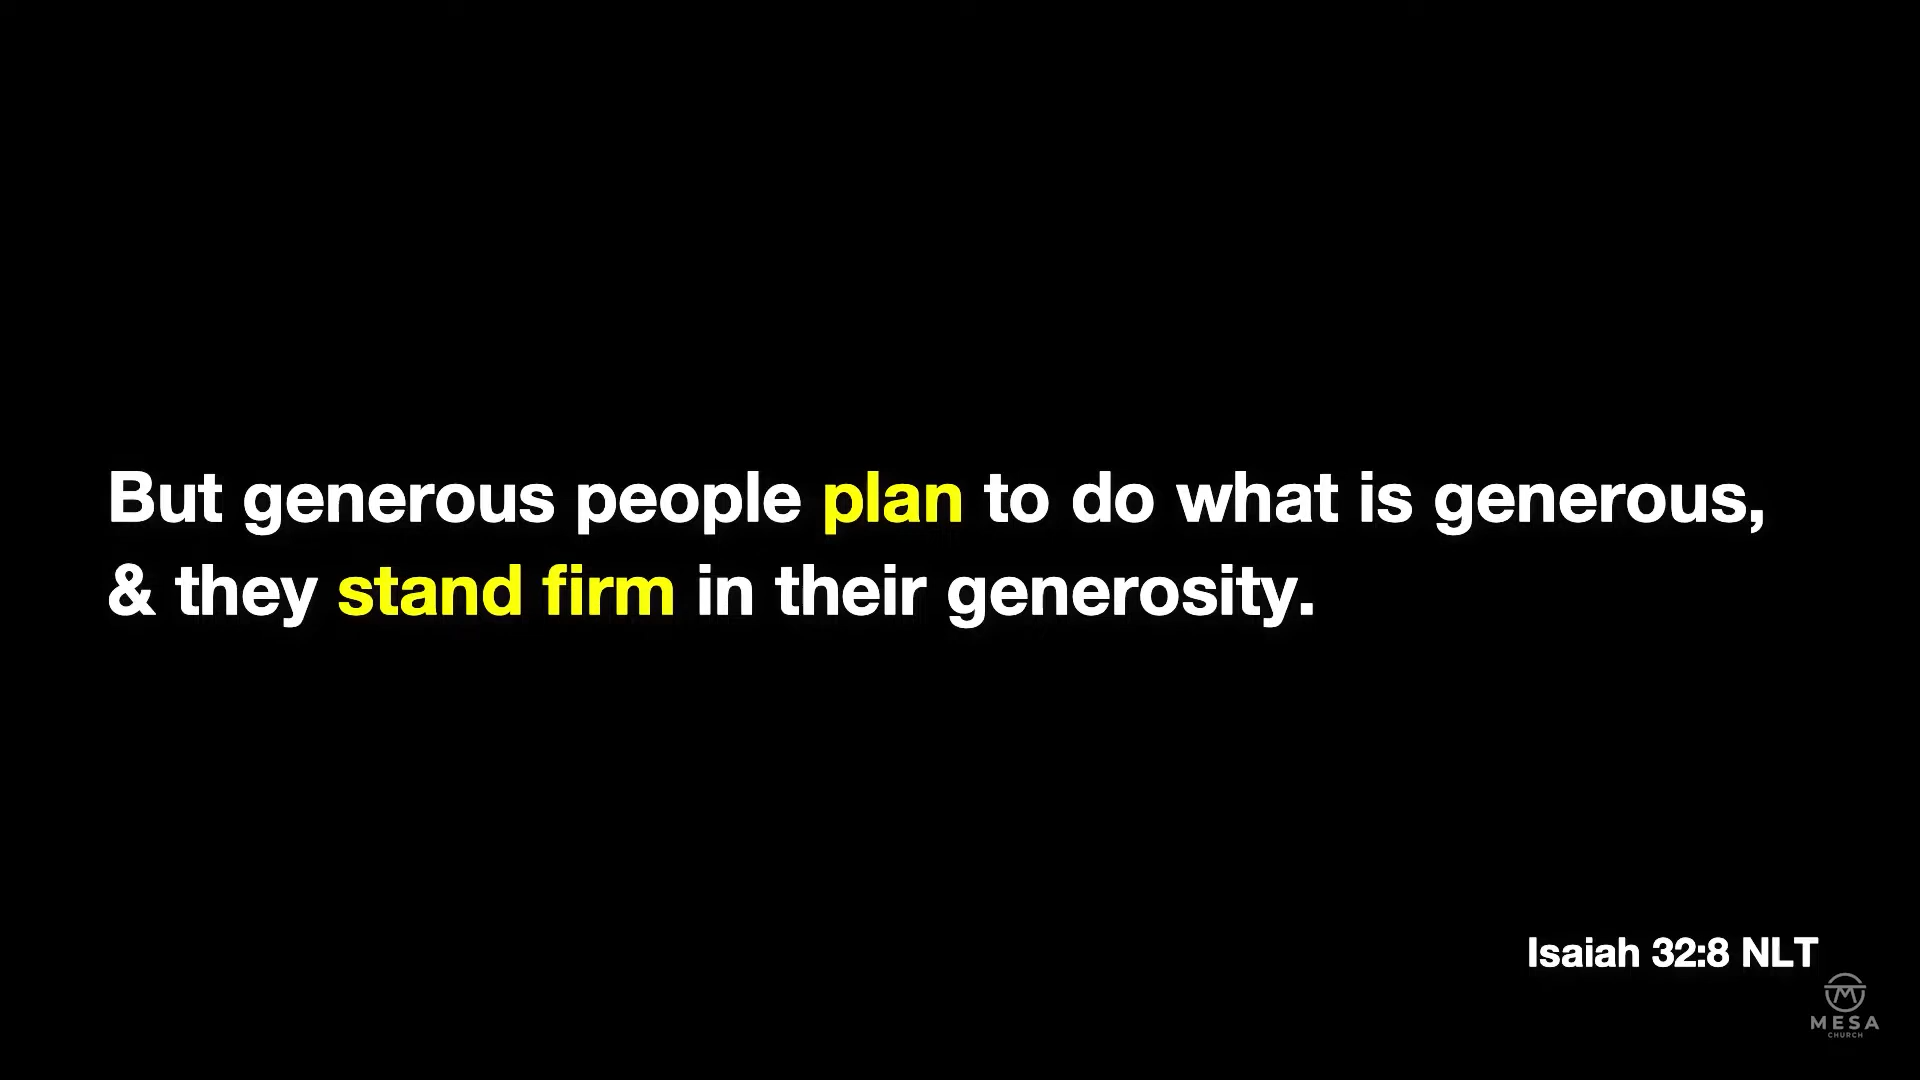 But generous people plan to do what is generous,
& they stand firm in their generosity.
Isaiah 32:8 NLT
MESA
CHURCH